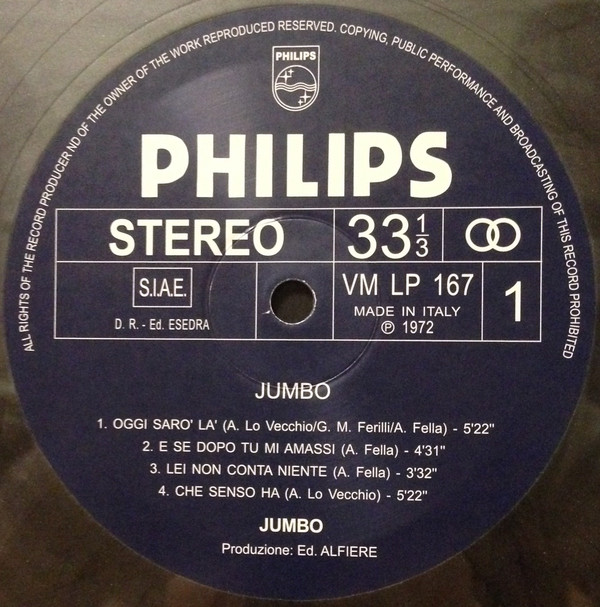 ALL RIGHTS OF THE RECORD PRODUCER ND OF THE OWNER OF THE WORK REPRODUCED RESERVED. COPYING, PUBLIC PERFORMANCE AND BROADCASTING OF THIS RECORD PROHIBITED
PHILIPS
PHILIPS
STEREO
33 1/3
S.I.A.E.
D. R. - Ed. ESEDRA
VM LP 167
MADE IN ITALY
Ⓟ 1972
1
JUMBO
1. OGGI SARO' LA' (A. Lo Vecchio/G. M. Ferilli/A. Fella) - 5'22"
2. E SE DOPO TU MI AMASSI (A. Fella) - 4'31"
3. LEI NON CONTA NIENTE (A. Fella) - 3'32"
4. CHE SENSO HA (A. Lo Vecchio) - 5'22"
JUMBO
Produzione: Ed. ALFIERE